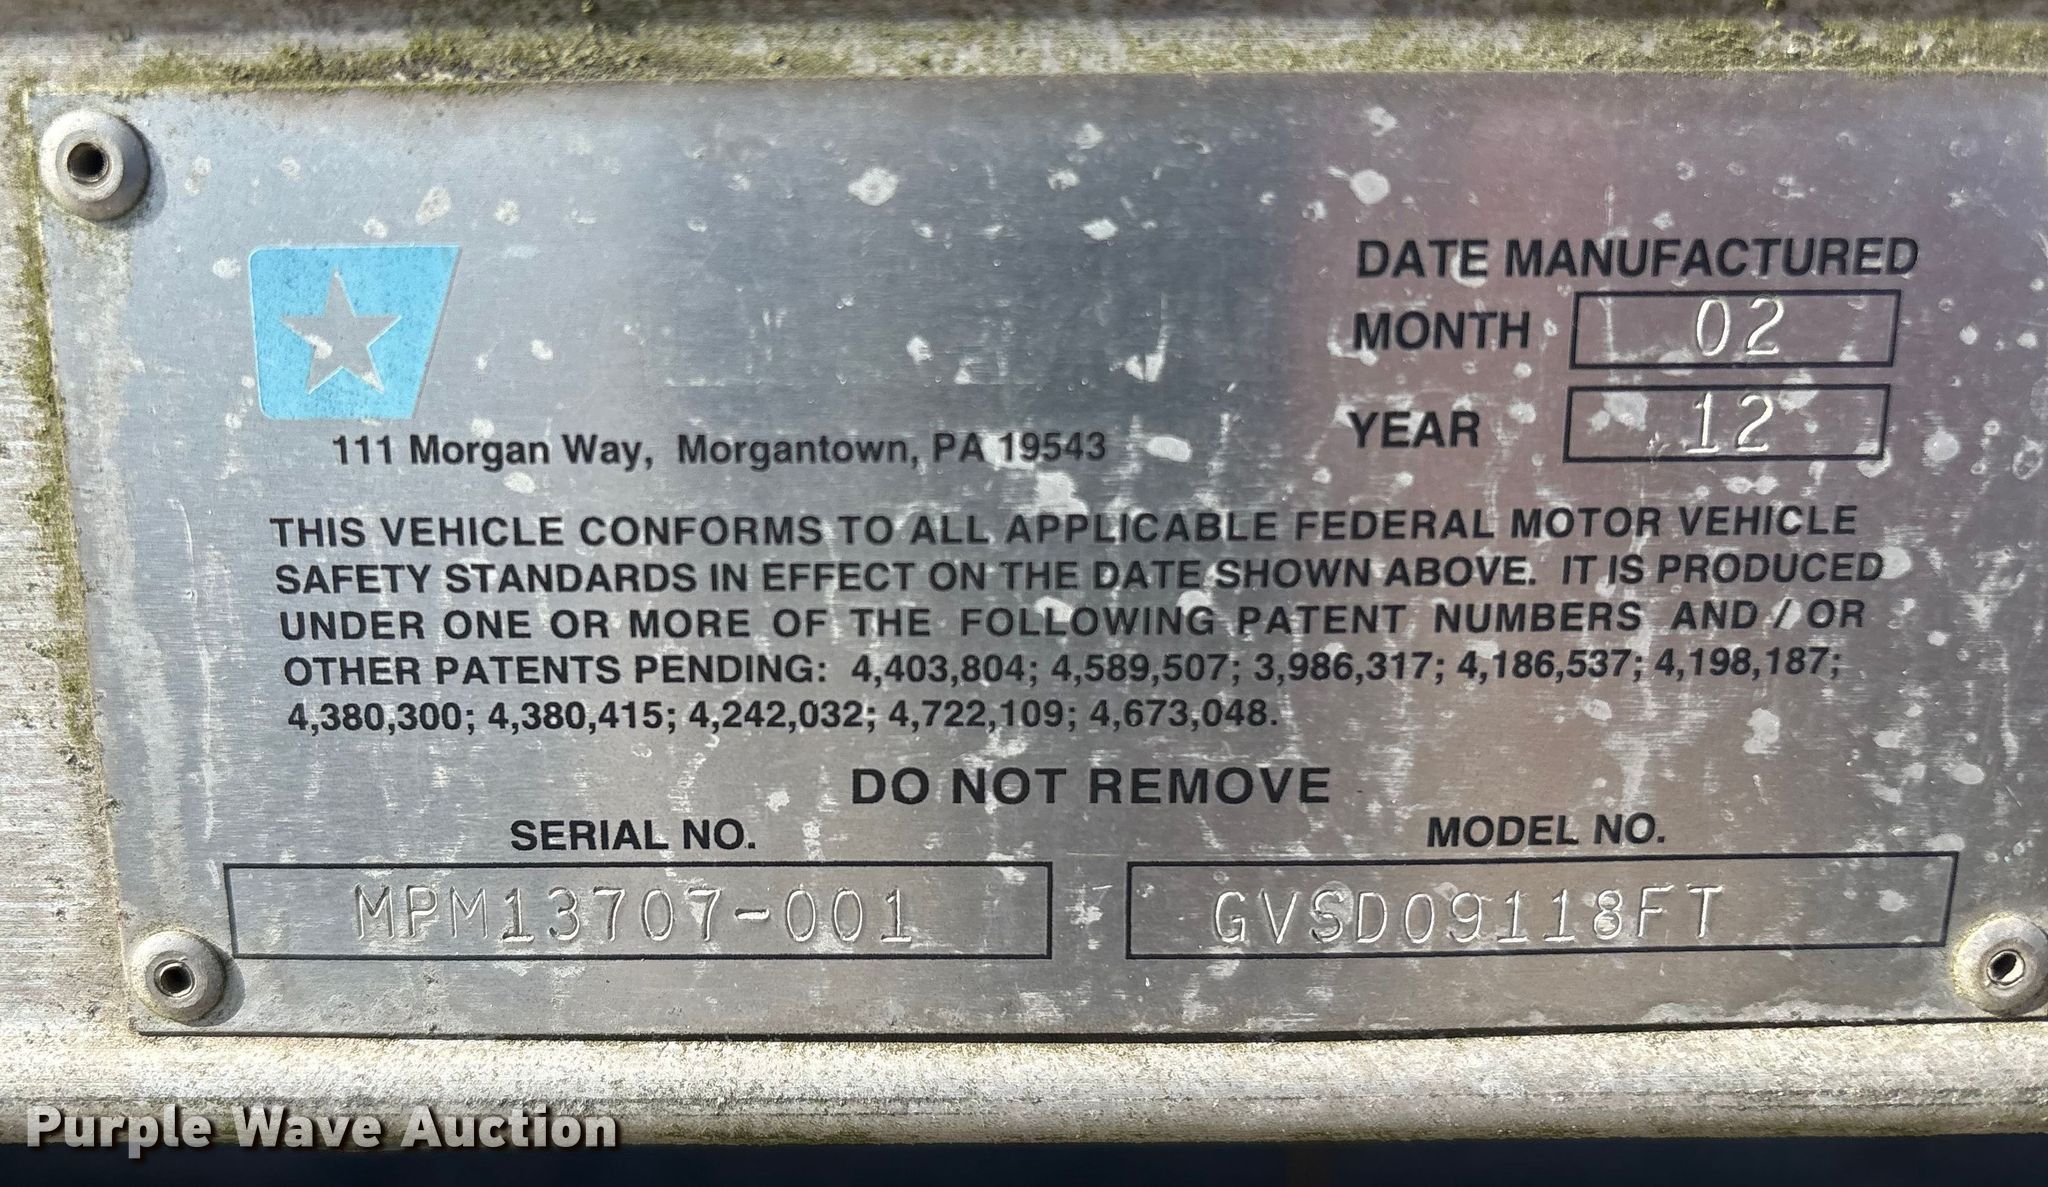 DATE MANUFACTURED
MONTH 02
YEAR 12
111 Morgan Way, Morgantown, PA 19543
THIS VEHICLE CONFORMS TO ALL APPLICABLE FEDERAL MOTOR VEHICLE
SAFETY STANDARDS IN EFFECT ON THE DATE SHOWN ABOVE. IT IS PRODUCED
UNDER ONE OR MORE OF THE FOLLOWING PATENT NUMBERS AND / OR
OTHER PATENTS PENDING: 4,403,804; 4,589,507; 3,986,317; 4,186,537; 4,198,187;
4,380,300; 4,380,415; 4,242,032; 4,722,109; 4,673,048.
DO NOT REMOVE
SERIAL NO. MODEL NO.
MPM13707-001 GVSD09118FT
Purple Wave Auction